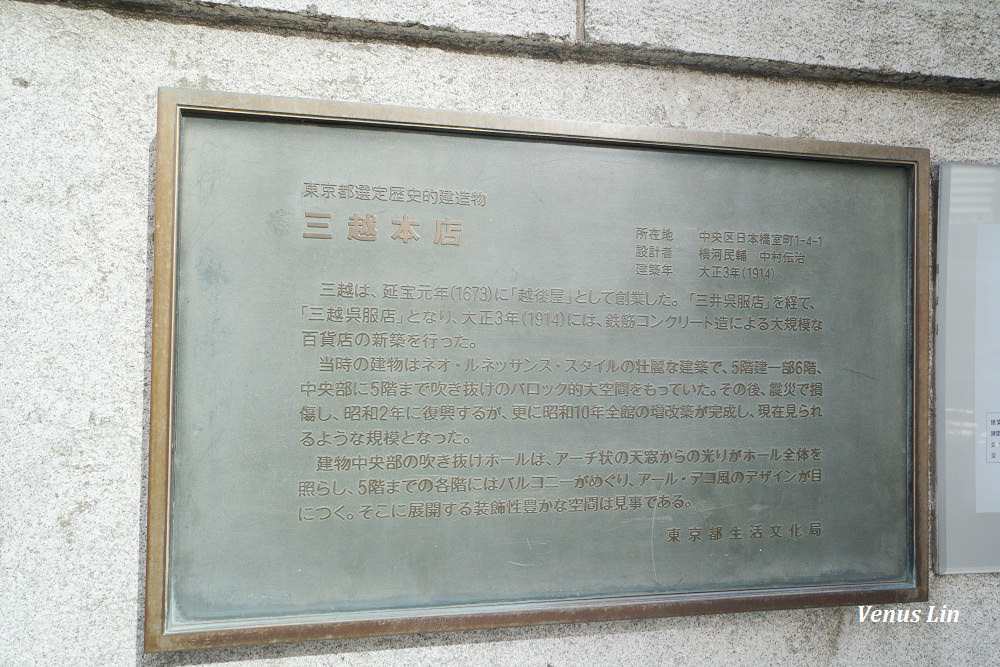 東京都選定歴史的建造物
三越本店
所在地 中央区日本橋室町1-4-1
設計者 横河民輔 中村伝治
建築年 大正3年(1914)
三越は、延宝元年(1673)に「越後屋」として創業した。「三井呉服店」を経て、
「三越呉服店」となり、大正3年(1914)には、鉄筋コンクリート造による大規模な
百貨店の新築を行った。
当時の建物はネオ・ルネッサンス・スタイルの壮麗な建築で、5階建一部6階、
中央部に5階まで吹き抜けのバロック的大空間をもっていた。その後、震災で損
傷し、昭和2年に復興するが、更に昭和10年全館の増改築が完成し、現在見られ
るような規模となった。
建物中央部の吹き抜けホールは、アーチ状の天窓からの光りがホール全体を
照らし、5階までの各階にはバルコニーがめぐり、アール・デコ風のデザインが目
につく。そこに展開する装飾性豊かな空間は見事である。
東京都生活文化局
Venus Lin